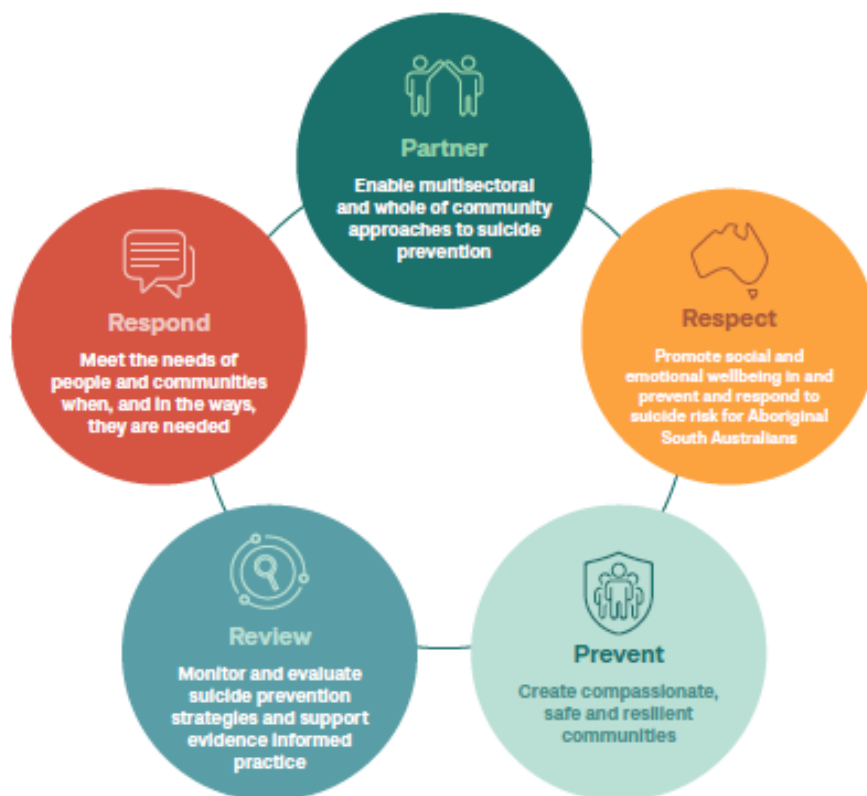 Partner
Enable multisectoral
and whole of community
approaches to suicide
prevention
Respect
Promote social and
emotional wellbeing in and
prevent and respond to
suicide risk for Aboriginal
South Australians
Prevent
Create compassionate,
safe and resilient
communities
Review
Monitor and evaluate
suicide prevention
strategies and support
evidence informed
practice
Respond
Meet the needs of
people and communities
when, and in the ways,
they are needed